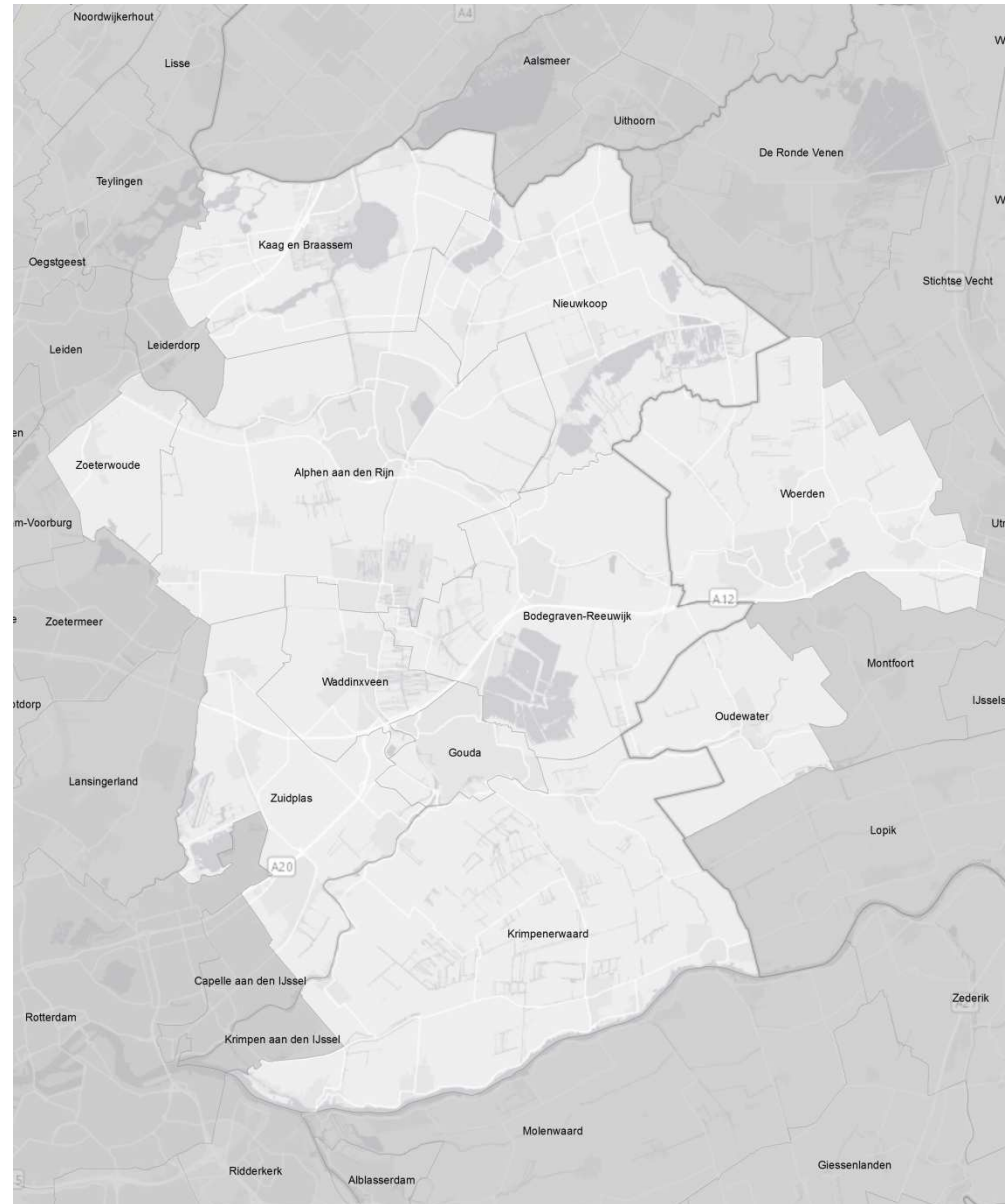 Noordwijkerhout
A4
Lisse
Aalsmeer
Uithoorn
De Ronde Venen
Teylingen
Kaag en Braassem
Oegstgeest
Stichtse Vecht
Nieuwkoop
Leiden
Leiderdorp
Zoeterwoude
Alphen aan den Rijn
Woerden
m-Voorburg
Utr
A12
Bodegraven-Reeuwijk
Zoetermeer
Montfoort
Waddinxveen
IJssels
otdorp
Oudewater
Gouda
Lansingerland
Zuidplas
Lopik
A20
Krimpenerwaard
Capelle aan den IJssel
Zederik
Rotterdam
Krimpen aan den IJssel
Molenwaard
Giessenlanden
Ridderkerk
Alblasserdam